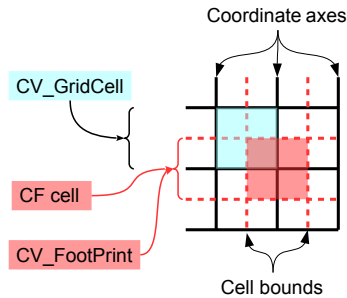 Coordinate axes
CV_GridCell
CF cell
CV_FootPrint
Cell bounds